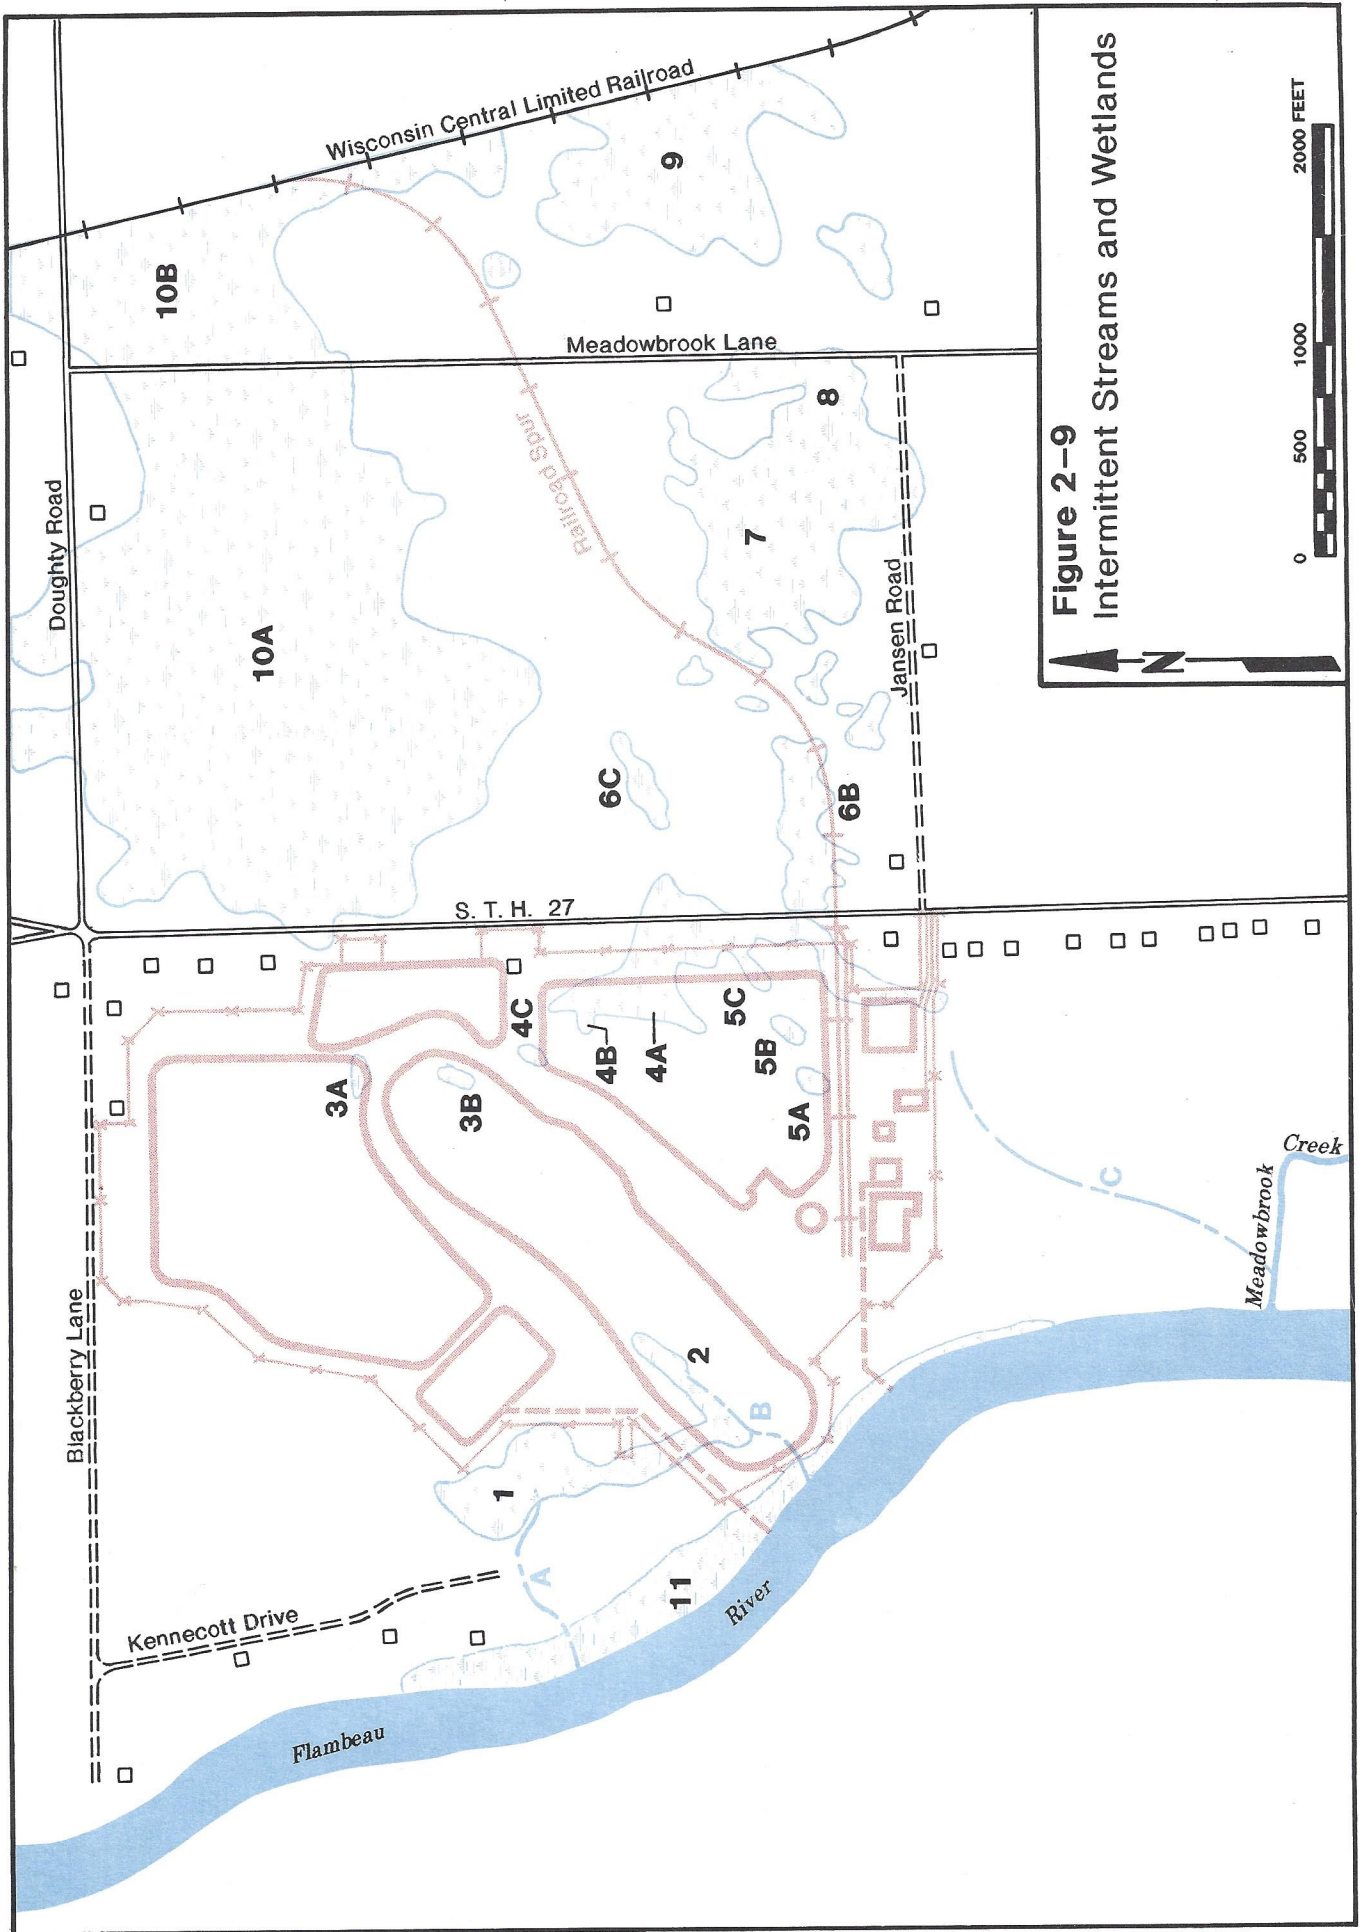 Doughty Road
Wisconsin Central Limited Railroad
10B
9
10A
Meadowbrook Lane
Railroad Spur
8
7
Jansen Road
6C
6B
S. T. H. 27
Blackberry Lane
3A
3B
4C
4B
4A
5C
5B
5A
Kennecott Drive
1
2
A
B
C
11
Flambeau
River
Meadowbrook
Creek
Figure 2-9
Intermittent Streams and Wetlands
N
0 500 1000 2000 FEET